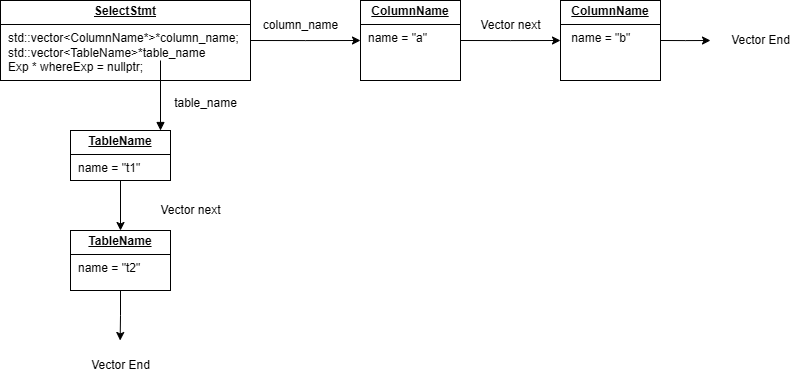 SelectStmt
std::vector<ColumnName*>*column_name;
std::vector<TableName>*table_name
Exp * whereExp = nullptr;
column_name
ColumnName
name = "a"
Vector next
ColumnName
name = "b"
Vector End
table_name
TableName
name = "t1"
Vector next
TableName
name = "t2"
Vector End